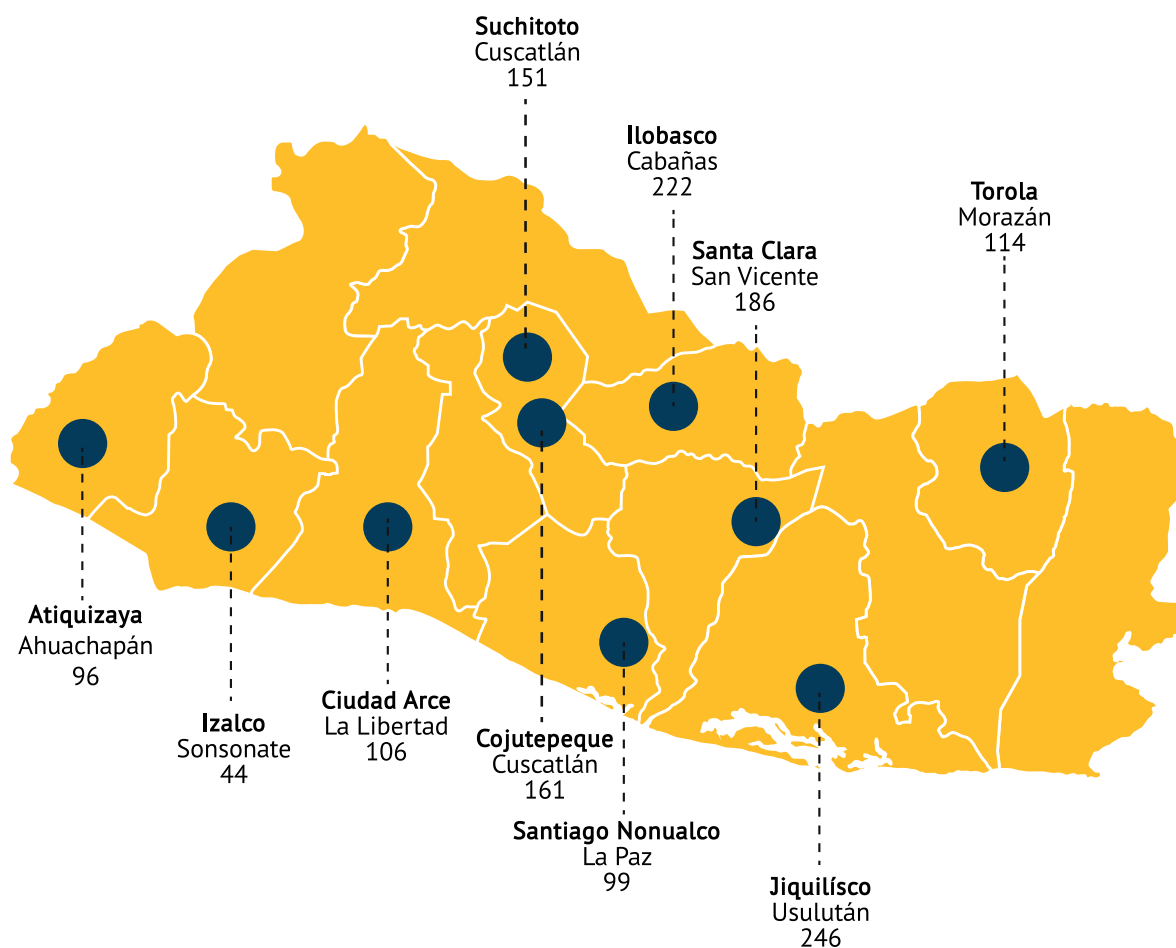 Suchitoto
Cuscatlán
151
Ilobasco
Cabañas
222
Torola
Morazán
114
Santa Clara
San Vicente
186
Atiquizaya
Ahuachapán
96
Izalco
Sonsonate
44
Ciudad Arce
La Libertad
106
Cojutepeque
Cuscatlán
161
Santiago Nonualco
La Paz
99
Jiquilísco
Usulután
246